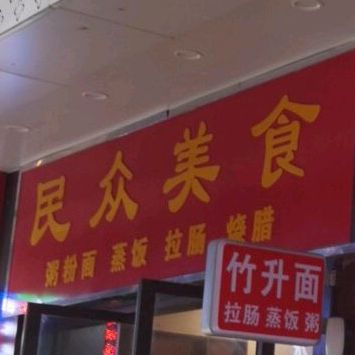 民众美食
粥粉面 蒸饭 拉肠 烧腊
竹升面
拉肠 蒸饭 粥